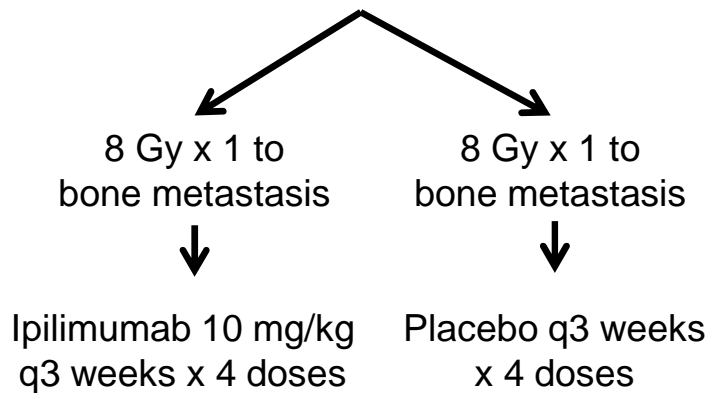 8 Gy x 1 to
bone metastasis
8 Gy x 1 to
bone metastasis
Ipilimumab 10 mg/kg
q3 weeks x 4 doses
Placebo q3 weeks
x 4 doses